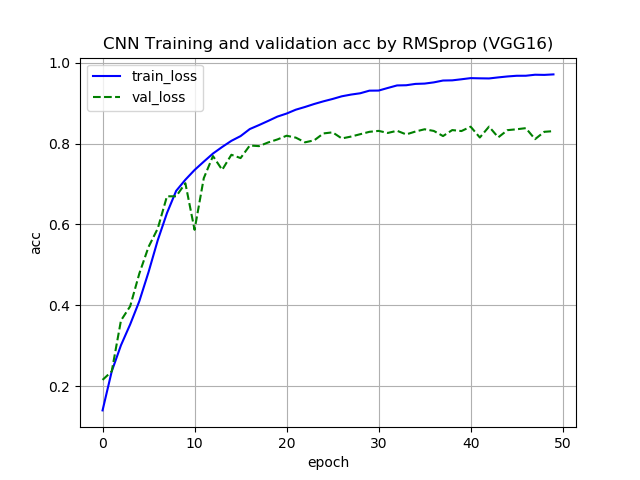 CNN Training and validation acc by RMSprop (VGG16)
1.0
train_loss
val_loss
0.8
0.6
acc
0.4
0.2
0 10 20 30 40 50
epoch